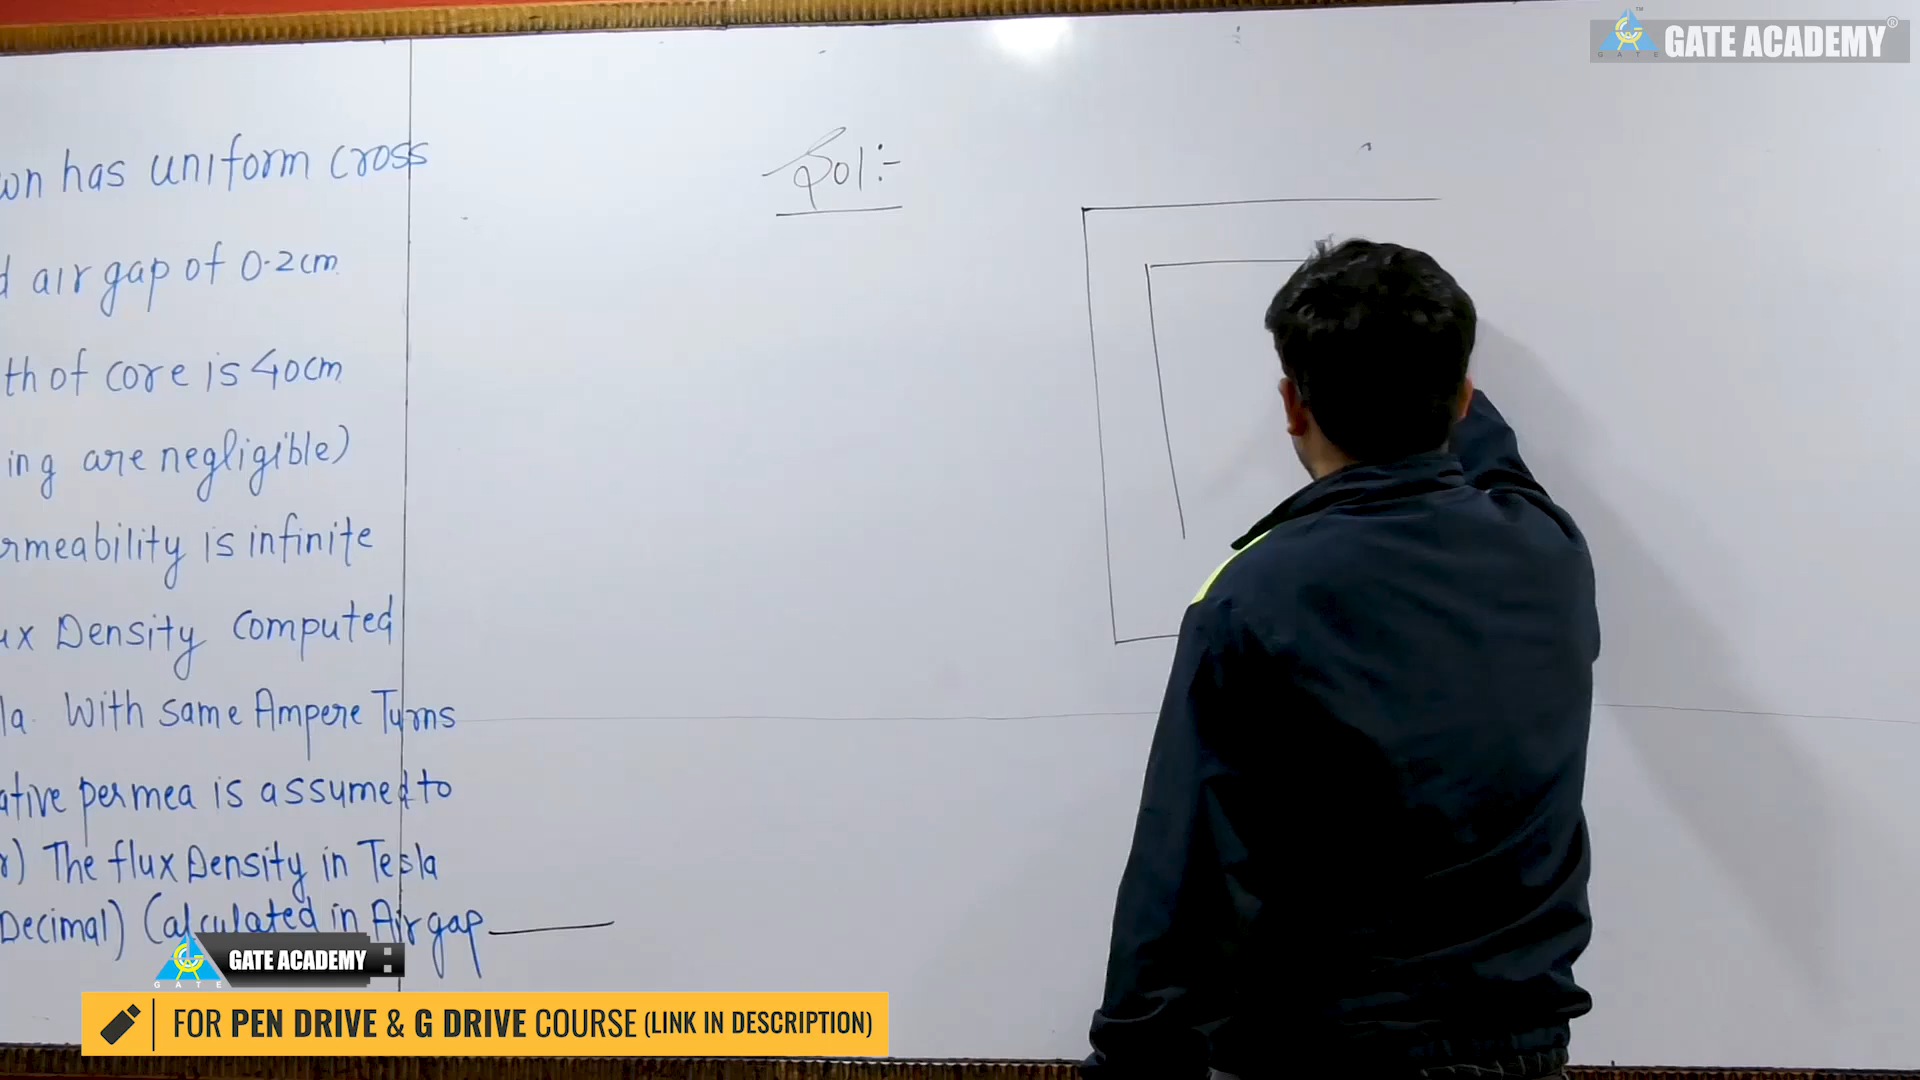 has uniform cross
air gap of 0.2cm
th of core is 40cm
ing are negligible)
rmeability is infinite
ux Density Computed
la. With same Ampere Turns
ative permea is assumed to
r) The flux Density in Tesla
Decimal) Calculated in Air gap
Sol:-
GATE ACADEMY
GATE
GATE ACADEMY :
GATE
FOR PEN DRIVE & G DRIVE COURSE (LINK IN DESCRIPTION)